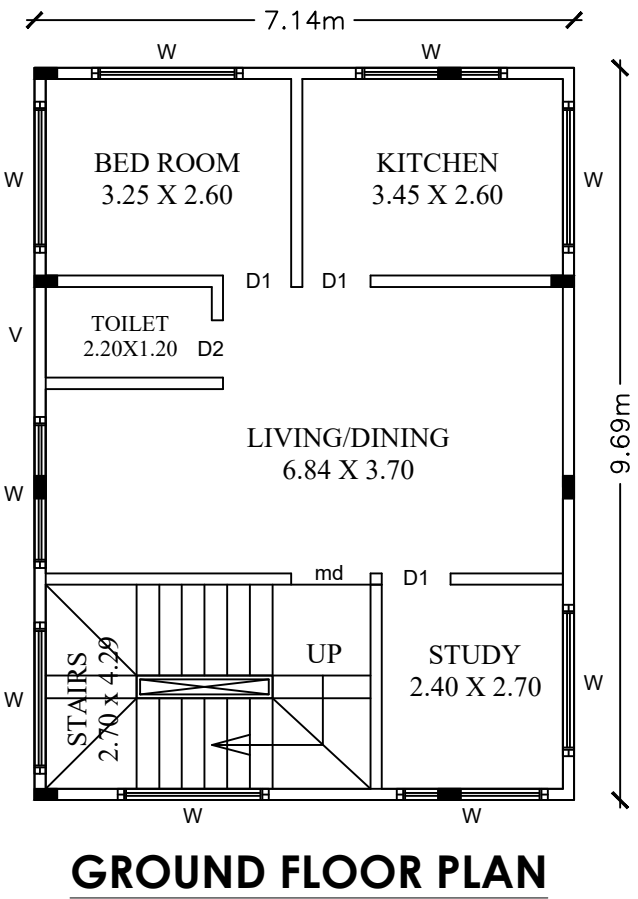 7.14m
W
W
W
BED ROOM
3.25 X 2.60
KITCHEN
3.45 X 2.60
W
D1
D1
V
TOILET
2.20X1.20
D2
9.69m
LIVING/DINING
6.84 X 3.70
W
md
D1
W
STAIRS
2.70 x 4.29
UP
STUDY
2.40 X 2.70
W
W
W
GROUND FLOOR PLAN